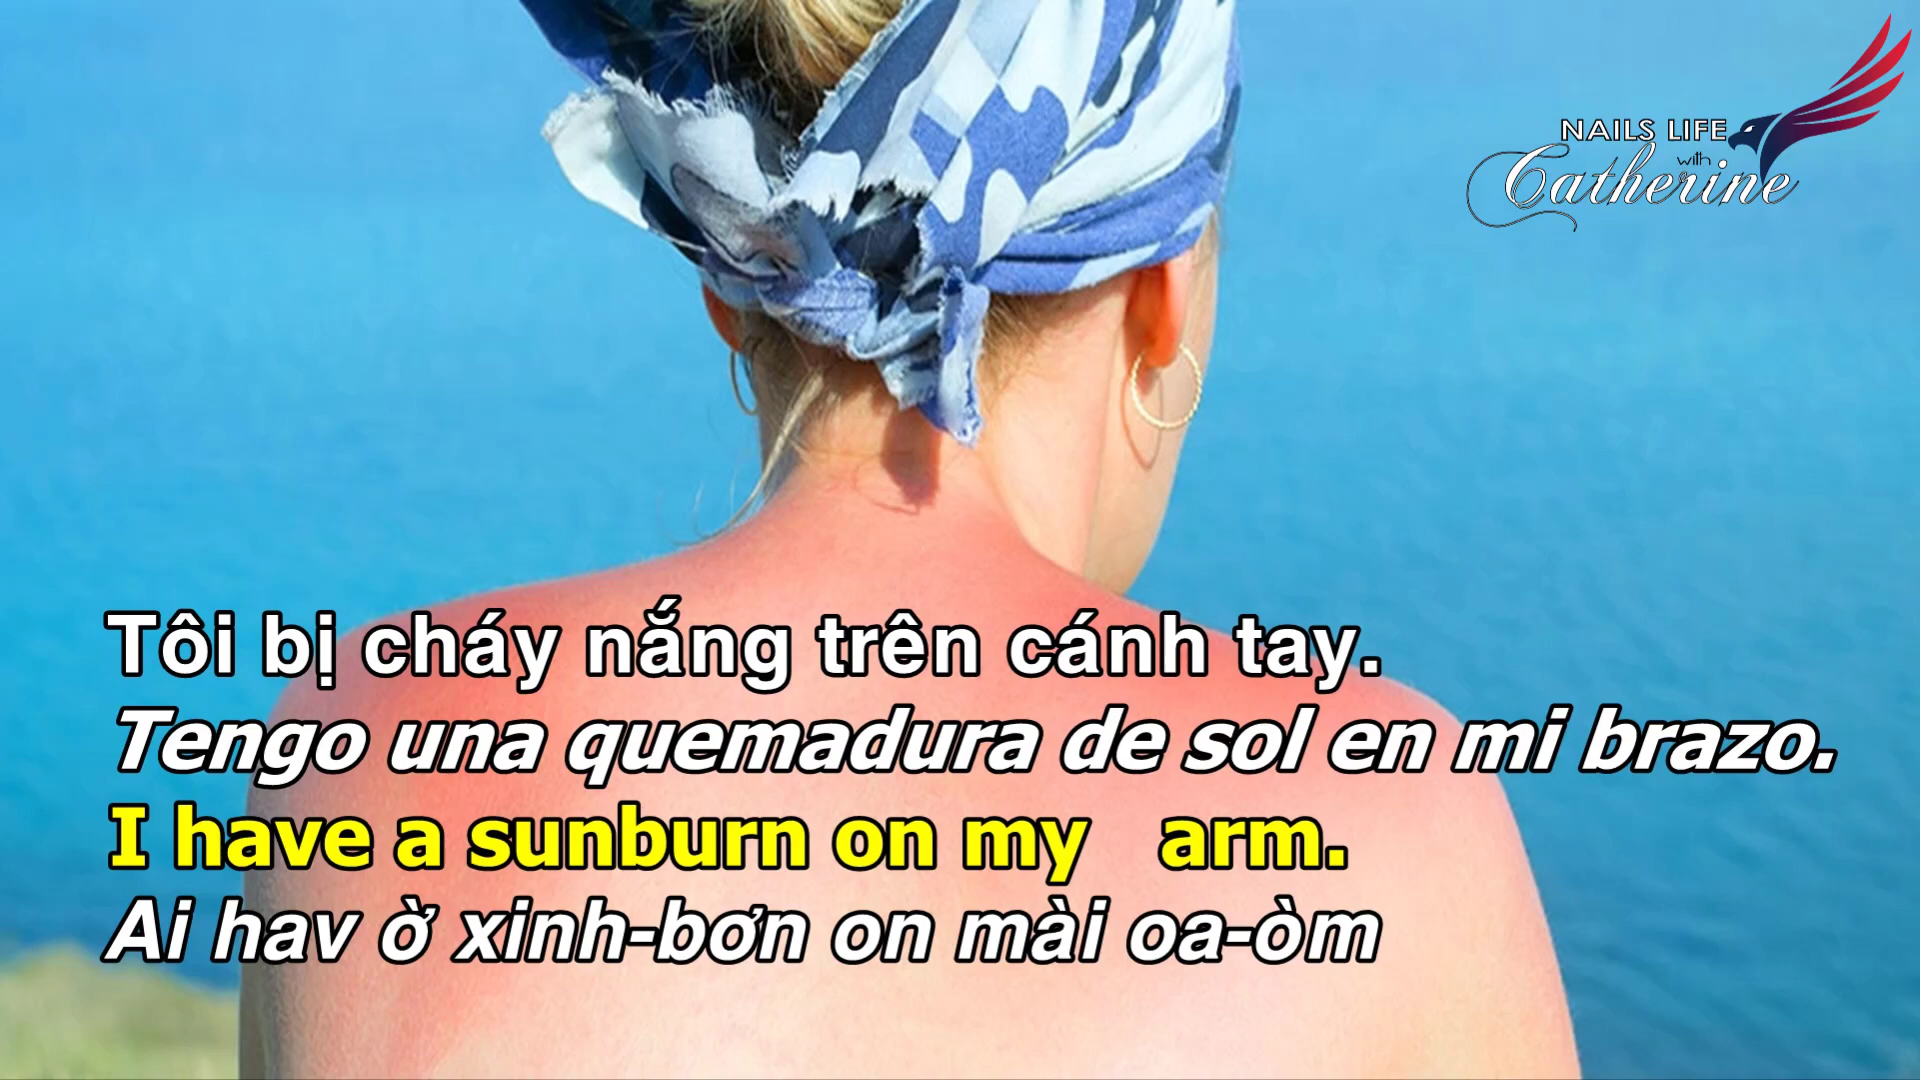 NAILS LIFE
with
Catherine
Tôi bị cháy nắng trên cánh tay.
Tengo una quemadura de sol en mi brazo.
I have a sunburn on my arm.
Ai hav ờ xinh-bơn on mài oa-òm